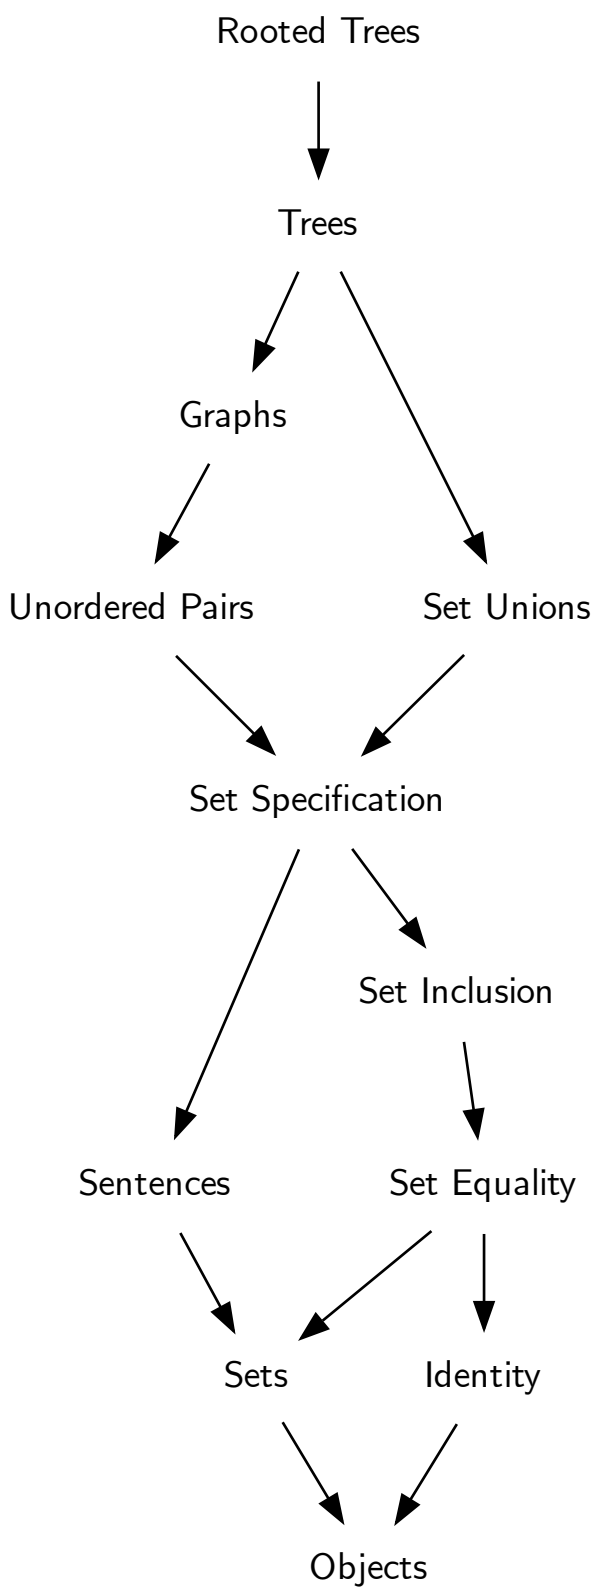 Rooted Trees
Trees
Graphs
Unordered Pairs
Set Unions
Set Specification
Set Inclusion
Sentences
Set Equality
Sets
Identity
Objects